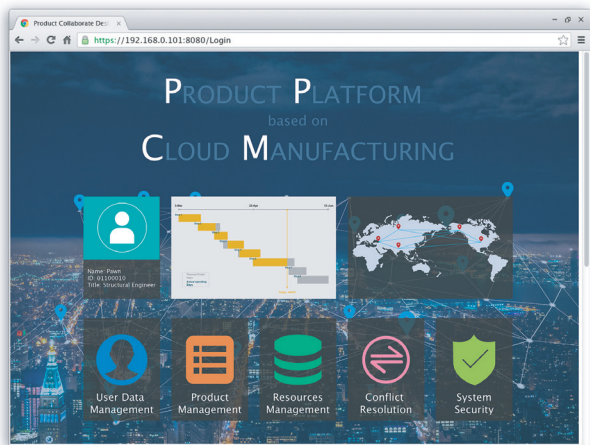 Product Collaborate Des
https://192.168.0.101:8080/Login
PRODUCT PLATFORM
based on
CLOUD MANUFACTURING
Name: Pawn
ID: 01100010
Title: Structural Engineer
User Data
Management
Product
Management
Resources
Management
Conflict
Resolution
System
Security